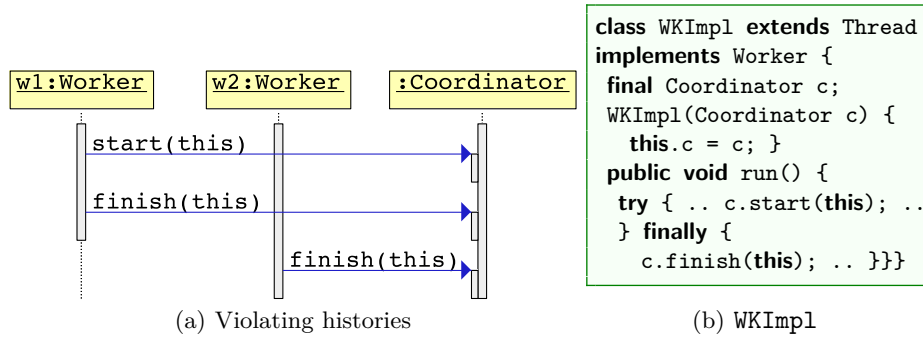 w1:Worker
w2:Worker
:Coordinator
start(this)
finish(this)
finish(this)
(a) Violating histories
class WKImpl extends Thread
implements Worker {
final Coordinator c;
WKImpl(Coordinator c) {
this.c = c; }
public void run() {
try { .. c.start(this); ..
} finally {
c.finish(this); .. }}}
(b) WKImpl